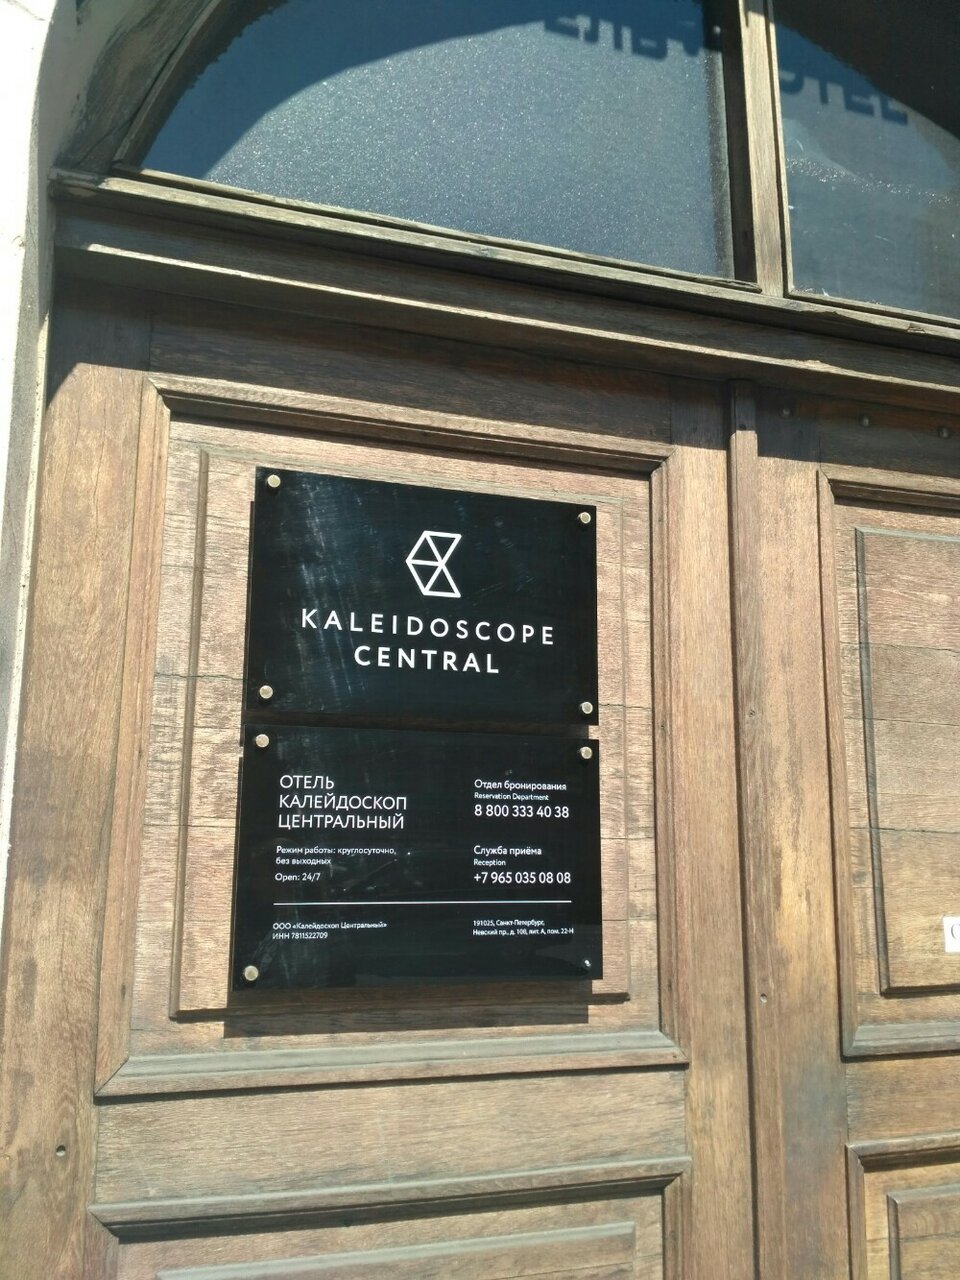 KALEIDOSCOPE
CENTRAL
ОТЕЛЬ
КАЛЕЙДОСКОП
ЦЕНТРАЛЬНЫЙ
Режим работы: круглосуточно,
без выходных
Open: 24/7
Отдел бронирования
Reservation Department
8 800 333 40 38
Служба приёма
Reception
+7 965 035 08 08
ООО «Калейдоскоп Центральный»
ИНН 7811522709
191025, Санкт-Петербург,
Невский пр., д. 108, лит. А, пом. 22-Н